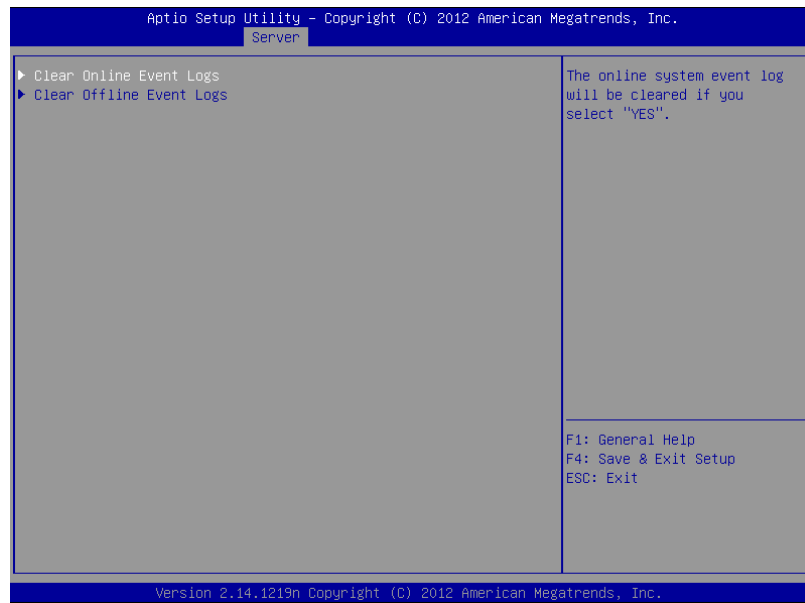 Aptio Setup Utility – Copyright (C) 2012 American Megatrends, Inc.
Server
Clear Online Event Logs
Clear Offline Event Logs
The online system event log
will be cleared if you
select "YES".
F1: General Help
F4: Save & Exit Setup
ESC: Exit
Version 2.14.1219n Copyright (C) 2012 American Megatrends, Inc.